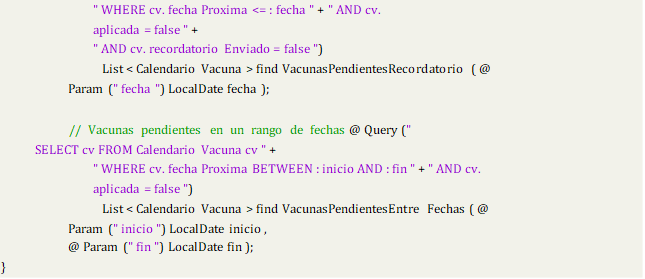 " WHERE cv. fecha Proxima <= : fecha " + " AND cv.
aplicada = false " +
" AND cv. recordatorio Enviado = false ")
List < Calendario Vacuna > find VacunasPendientesRecordatorio ( @
Param (" fecha ") LocalDate fecha );
// Vacunas pendientes en un rango de fechas @ Query ("
SELECT cv FROM Calendario Vacuna cv " +
" WHERE cv. fecha Proxima BETWEEN : inicio AND : fin " + " AND cv.
aplicada = false ")
List < Calendario Vacuna > find VacunasPendientesEntre Fechas ( @
Param (" inicio ") LocalDate inicio ,
@ Param (" fin ") LocalDate fin );
}